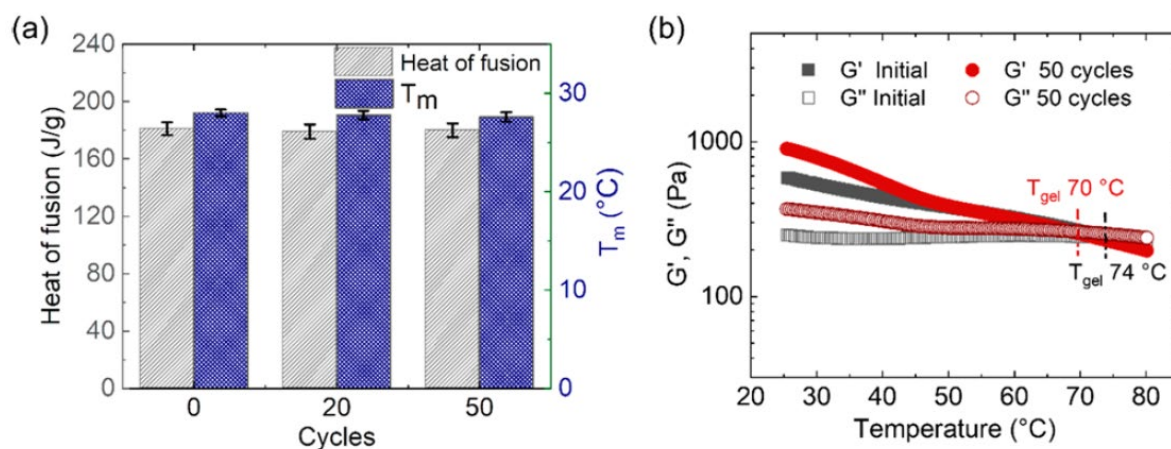 (a)
240
200
160
120
80
40
0
Heat of fusion (J/g)
Heat of fusion
Tm
30
20
10
0
Tm (°C)
0 20 50
Cycles
(b)
G' Initial G' 50 cycles
G'' Initial G'' 50 cycles
1000
100
G', G'' (Pa)
Tgel 70 °C
Tgel 74 °C
20 30 40 50 60 70 80
Temperature (°C)